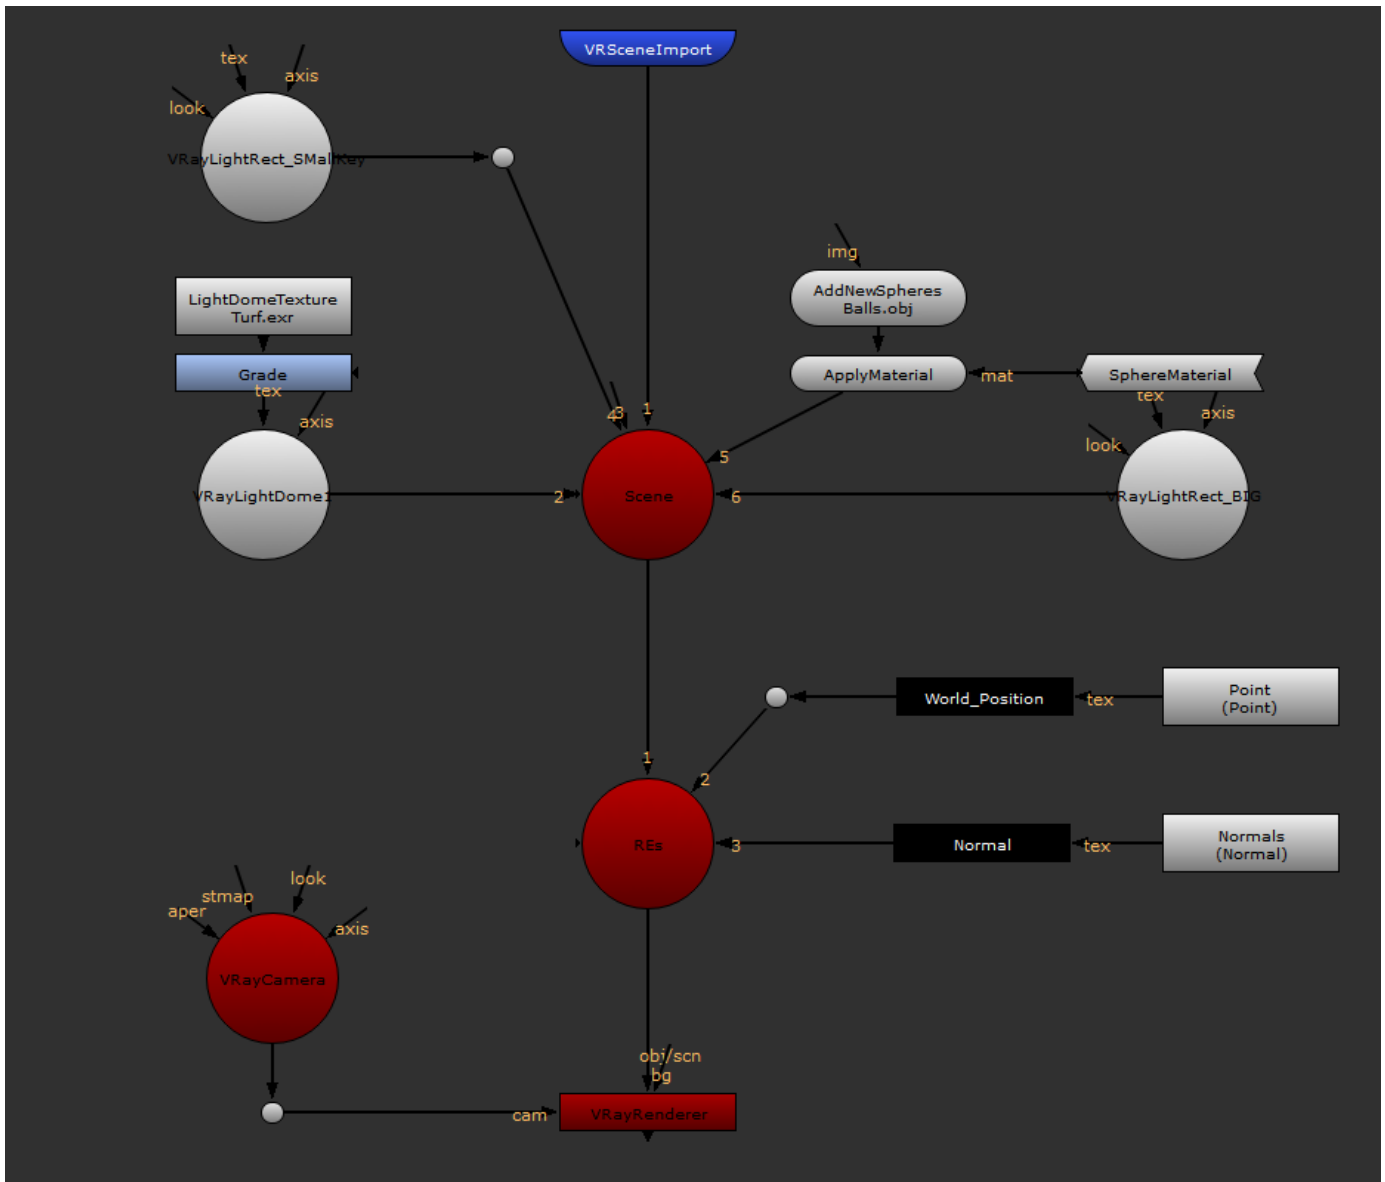 VRSceneImport
tex
axis
look
VRayLightRect_SMallKey
img
AddNewSpheres
Balls.obj
LightDomeTexture
Turf.exr
Grade
tex
axis
ApplyMaterial
mat
SphereMaterial
tex
axis
look
4
3
1
5
VRayLightDome1
2
Scene
6
VRayLightRect_BIG
World_Position
tex
Point
(Point)
1
2
REs
3
Normal
tex
Normals
(Normal)
look
stmap
aper
axis
VRayCamera
obj/scn
bg
cam
VRayRenderer